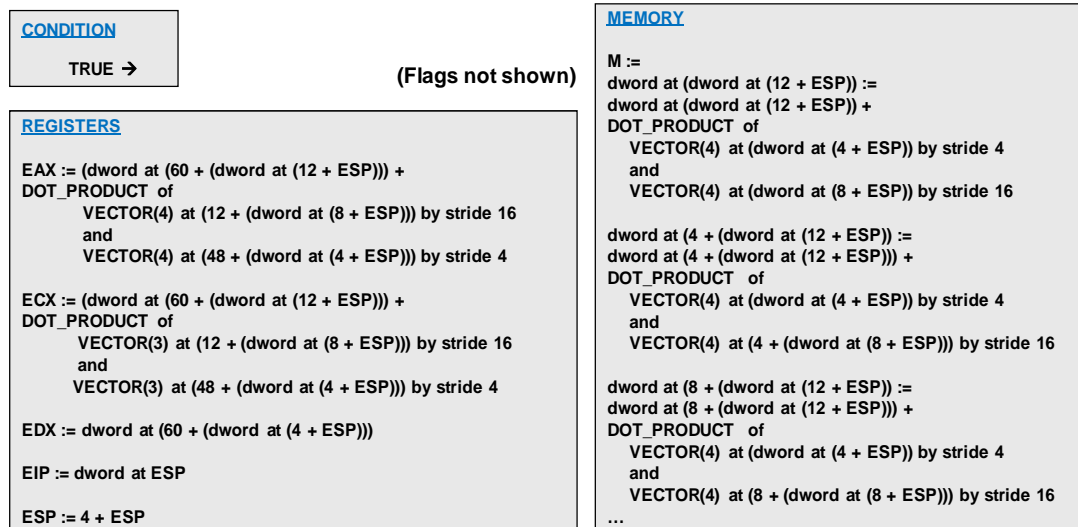 CONDITION
TRUE →
(Flags not shown)
REGISTERS
EAX := (dword at (60 + (dword at (12 + ESP))) +
DOT_PRODUCT of
VECTOR(4) at (12 + (dword at (8 + ESP))) by stride 16
and
VECTOR(4) at (48 + (dword at (4 + ESP))) by stride 4
ECX := (dword at (60 + (dword at (12 + ESP))) +
DOT_PRODUCT of
VECTOR(3) at (12 + (dword at (8 + ESP))) by stride 16
and
VECTOR(3) at (48 + (dword at (4 + ESP))) by stride 4
EDX := dword at (60 + (dword at (4 + ESP)))
EIP := dword at ESP
ESP := 4 + ESP
MEMORY
M :=
dword at (dword at (12 + ESP)) :=
dword at (dword at (12 + ESP)) +
DOT_PRODUCT of
VECTOR(4) at (dword at (4 + ESP)) by stride 4
and
VECTOR(4) at (dword at (8 + ESP)) by stride 16
dword at (4 + (dword at (12 + ESP)) :=
dword at (4 + (dword at (12 + ESP))) +
DOT_PRODUCT of
VECTOR(4) at (dword at (4 + ESP)) by stride 4
and
VECTOR(4) at (4 + (dword at (8 + ESP))) by stride 16
dword at (8 + (dword at (12 + ESP)) :=
dword at (8 + (dword at (12 + ESP))) +
DOT_PRODUCT of
VECTOR(4) at (dword at (4 + ESP)) by stride 4
and
VECTOR(4) at (8 + (dword at (8 + ESP))) by stride 16
...